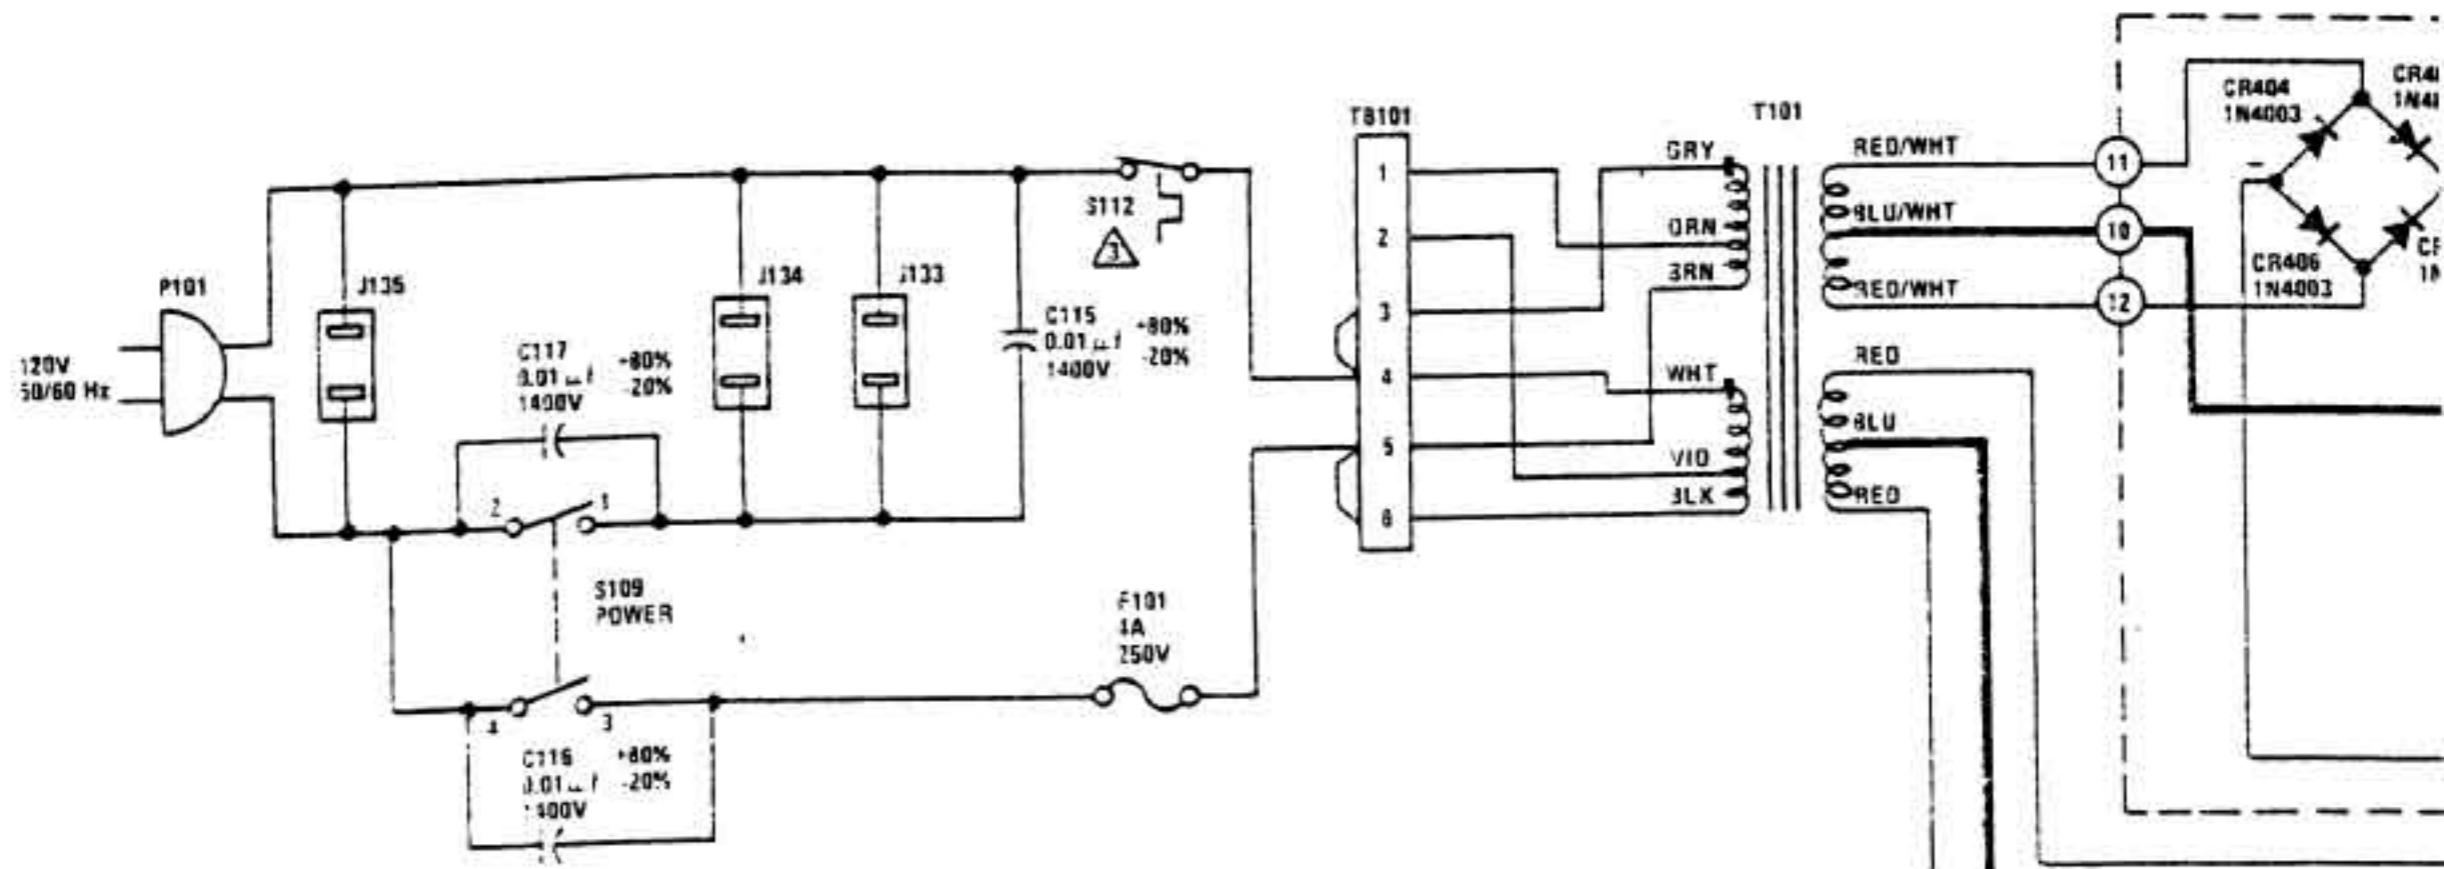 P101
120V
50/60 Hz
J135
C117
0.01 µf
1400V
+80%
-20%
2
1
J134
J133
C115
0.01 µf
1400V
+80%
-20%
S112
3
S109
POWER
4
3
C116
0.01 µf
1400V
+80%
-20%
F101
4A
250V
TB101
1
2
3
4
5
6
T101
GRY
ORN
BRN
WHT
VIO
BLK
RED/WHT
BLU/WHT
RED/WHT
RED
BLU
RED
11
10
12
CR404
1N4003
CR406
1N4003